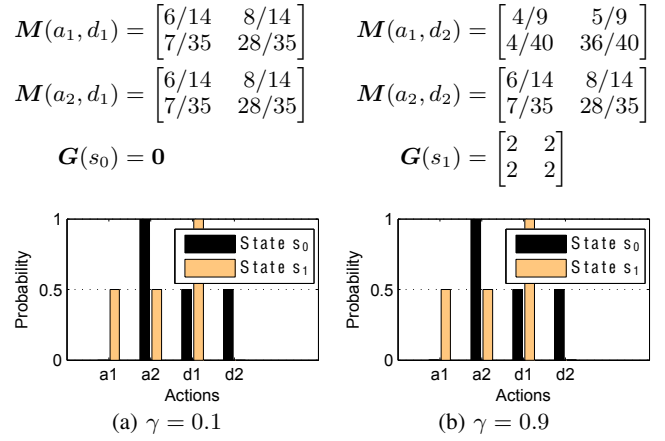 M(a₁, d₁) = [6/14 8/14
7/35 28/35]
M(a₁, d₂) = [4/9 5/9
4/40 36/40]
M(a₂, d₁) = [6/14 8/14
7/35 28/35]
M(a₂, d₂) = [6/14 8/14
7/35 28/35]
G(s₀) = 0
G(s₁) = [2 2
2 2]
Probability
1
0.5
0
State s₀
State s₁
a1 a2 d1 d2
Actions
(a) γ = 0.1
Probability
1
0.5
0
State s₀
State s₁
a1 a2 d1 d2
Actions
(b) γ = 0.9